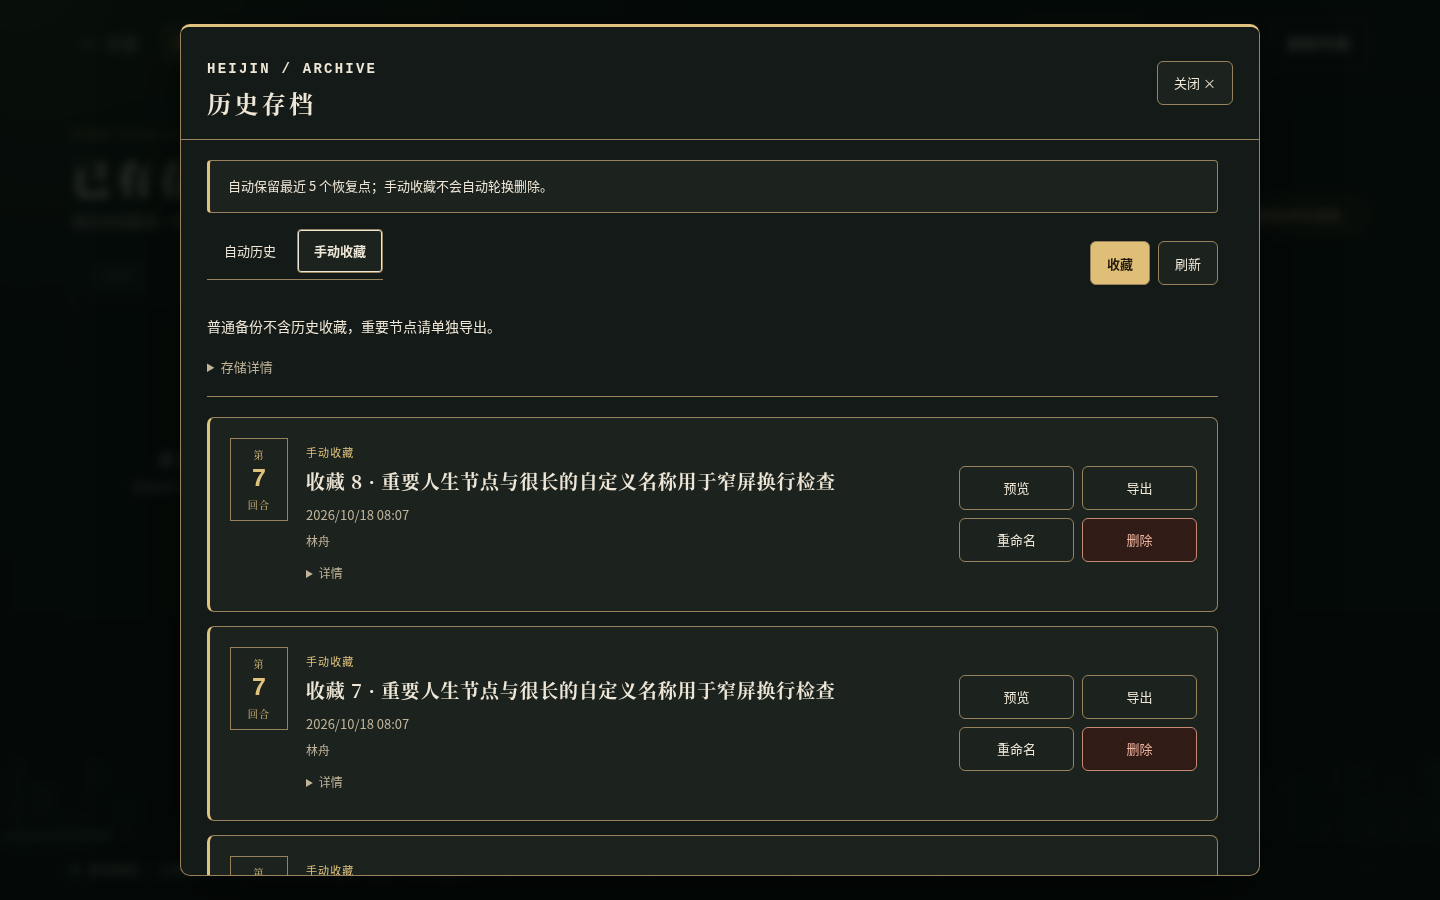 HEIJIN / ARCHIVE
历史存档
关闭 ×
自动保留最近 5 个恢复点；手动收藏不会自动轮换删除。
自动历史
手动收藏
收藏
刷新
普通备份不含历史收藏，重要节点请单独导出。
▶ 存储详情
第
7
回合
手动收藏
收藏 8 · 重要人生节点与很长的自定义名称用于窄屏换行检查
2026/10/18 08:07
林舟
▶ 详情
预览
导出
重命名
删除
第
7
回合
手动收藏
收藏 7 · 重要人生节点与很长的自定义名称用于窄屏换行检查
2026/10/18 08:07
林舟
▶ 详情
预览
导出
重命名
删除
第
手动收藏